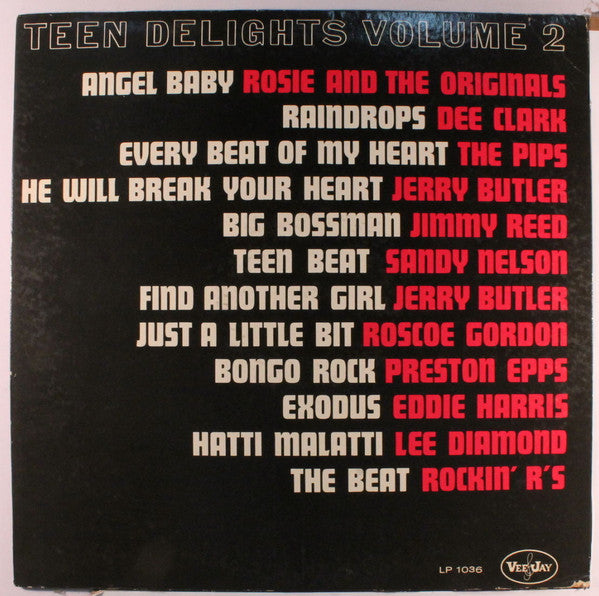 TEEN DELIGHTS VOLUME 2
ANGEL BABY ROSIE AND THE ORIGINALS
RAINDROPS DEE CLARK
EVERY BEAT OF MY HEART THE PIPS
HE WILL BREAK YOUR HEART JERRY BUTLER
BIG BOSSMAN JIMMY REED
TEEN BEAT SANDY NELSON
FIND ANOTHER GIRL JERRY BUTLER
JUST A LITTLE BIT ROSCOE GORDON
BONGO ROCK PRESTON EPPS
EXODUS EDDIE HARRIS
HATTI MALATTI LEE DIAMOND
THE BEAT ROCKIN' R'S
LP 1036 VEE JAY